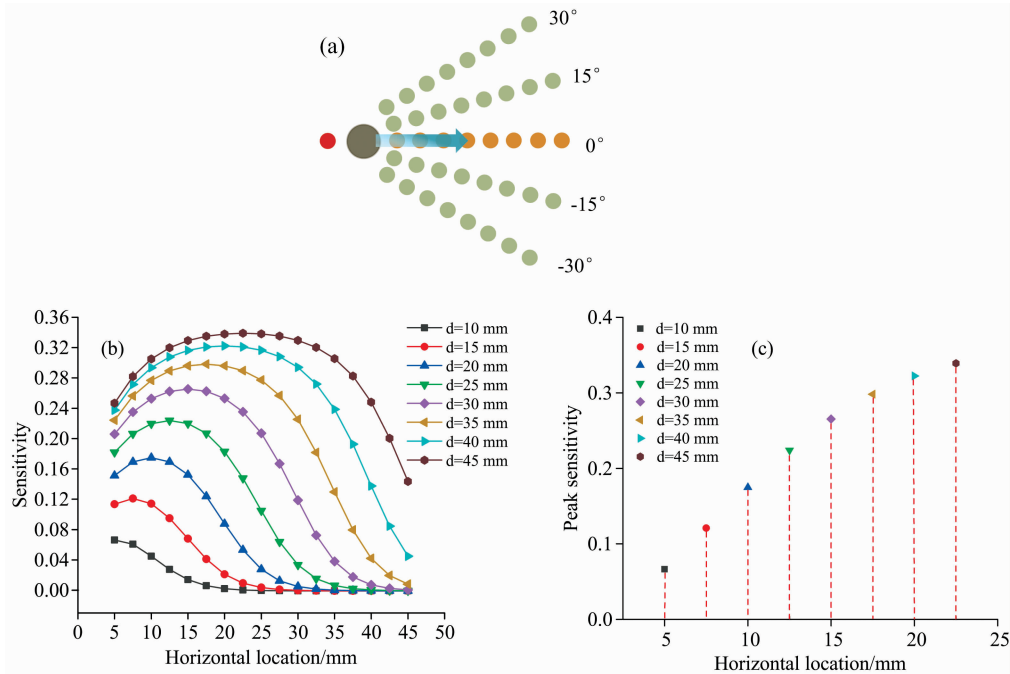 (a)
30°
15°
0°
-15°
-30°
(b)
Sensitivity
0.36
0.32
0.28
0.24
0.20
0.16
0.12
0.08
0.04
0.00
0 5 10 15 20 25 30 35 40 45 50
Horizontal location/mm
d=10 mm
d=15 mm
d=20 mm
d=25 mm
d=30 mm
d=35 mm
d=40 mm
d=45 mm
(c)
Peak sensitivity
0.4
0.3
0.2
0.1
0.0
5 10 15 20 25
Horizontal location/mm
d=10 mm
d=15 mm
d=20 mm
d=25 mm
d=30 mm
d=35 mm
d=40 mm
d=45 mm